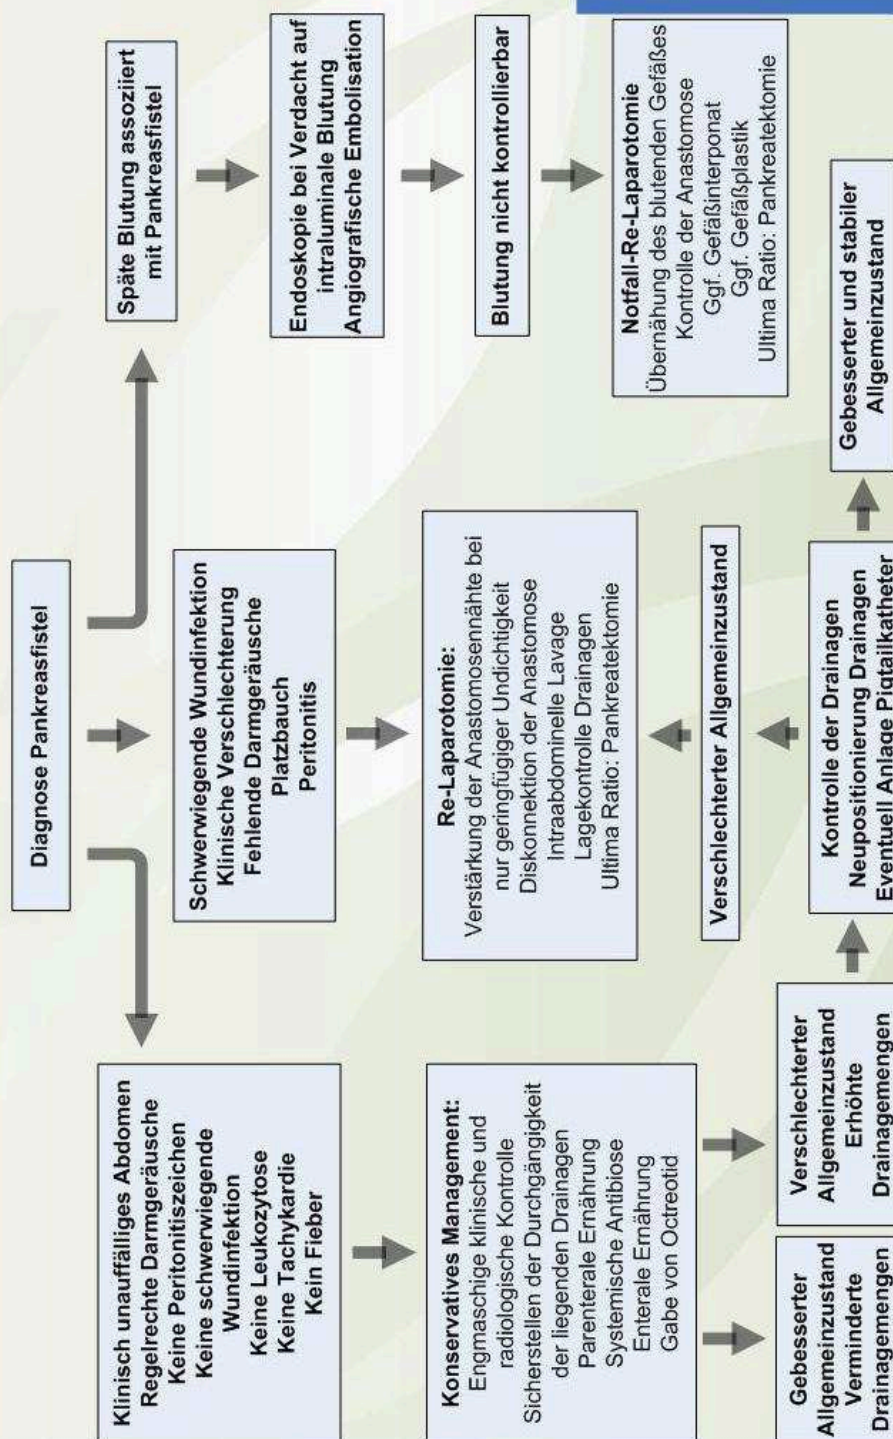 Diagnose Pankreasfistel
Klinisch unauffälliges Abdomen
Regelrechte Darmgeräusche
Keine Peritonitiszeichen
Keine schwerwiegende
Wundinfektion
Keine Leukozytose
Keine Tachykardie
Kein Fieber
Schwerwiegende Wundinfektion
Klinische Verschlechterung
Fehlende Darmgeräusche
Platzbauch
Peritonitis
Späte Blutung assoziiert
mit Pankreasfistel
Konservatives Management:
Engmaschige klinische und
radiologische Kontrolle
Sicherstellen der Durchgängigkeit
der liegenden Drainagen
Parenterale Ernährung
Systemische Antibiose
Enterale Ernährung
Gabe von Octreotid
Re-Laparotomie:
Verstärkung der Anastomosennähte bei
nur geringfügiger Undichtigkeit
Diskonnektion der Anastomose
Intraabdominelle Lavage
Lagekontrolle Drainagen
Ultima Ratio: Pankreatektomie
Endoskopie bei Verdacht auf
intraluminale Blutung
Angiografische Embolisation
Blutung nicht kontrollierbar
Notfall-Re-Laparotomie
Übernähung des blutenden Gefäßes
Kontrolle der Anastomose
Ggf. Gefäßinterponat
Ggf. Gefäßplastik
Ultima Ratio: Pankreatektomie
Verschlechterter Allgemeinzustand
Gebesserter
Allgemeinzustand
Verminderte
Drainagemengen
Verschlechterter
Allgemeinzustand
Erhöhte
Drainagemengen
Kontrolle der Drainagen
Neupositionierung Drainagen
Eventuell Anlage Pigtailkatheter
Gebesserter und stabiler
Allgemeinzustand